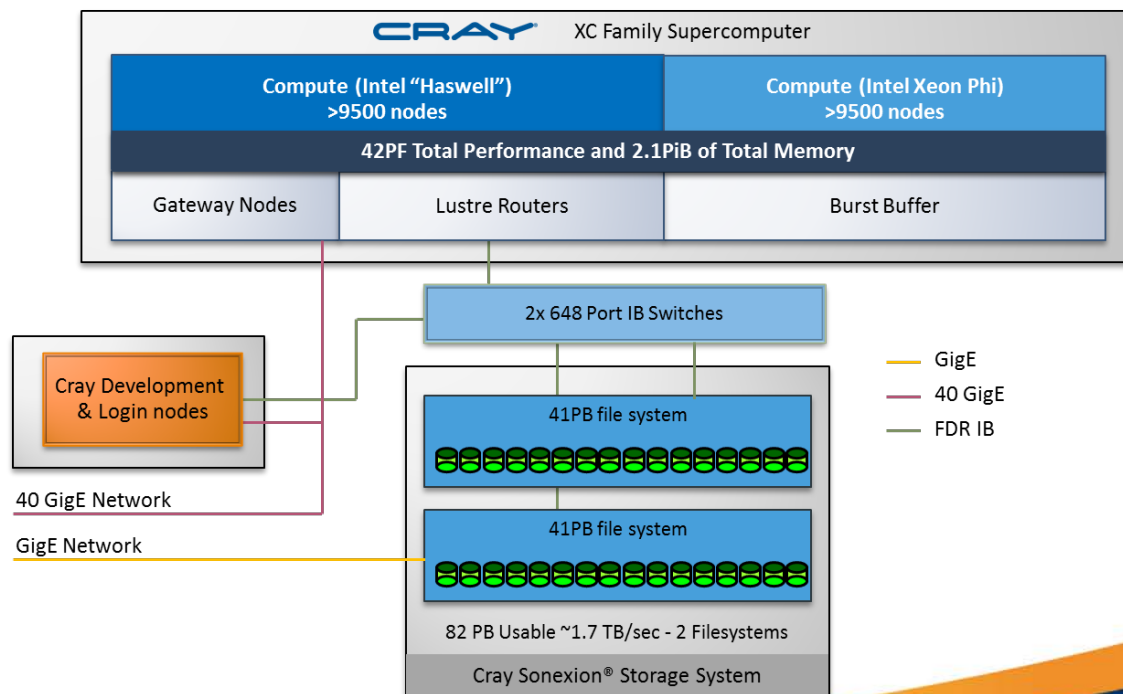 CRAY XC Family Supercomputer
Compute (Intel “Haswell”)
>9500 nodes
Compute (Intel Xeon Phi)
>9500 nodes
42PF Total Performance and 2.1PiB of Total Memory
Gateway Nodes
Lustre Routers
Burst Buffer
2x 648 Port IB Switches
Cray Development
& Login nodes
GigE
40 GigE
FDR IB
41PB file system
40 GigE Network
41PB file system
GigE Network
82 PB Usable ~1.7 TB/sec - 2 Filesystems
Cray Sonexion® Storage System